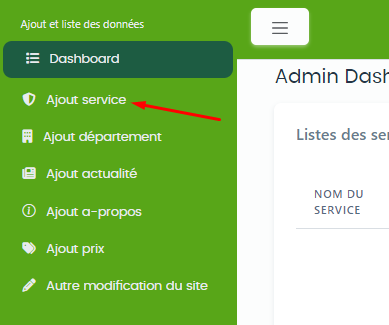 Ajout et liste des données
Dashboard
Ajout service
Ajout département
Ajout actualité
Ajout a-propos
Ajout prix
Autre modification du site
Admin Dash
Listes des ser
NOM DU
SERVICE